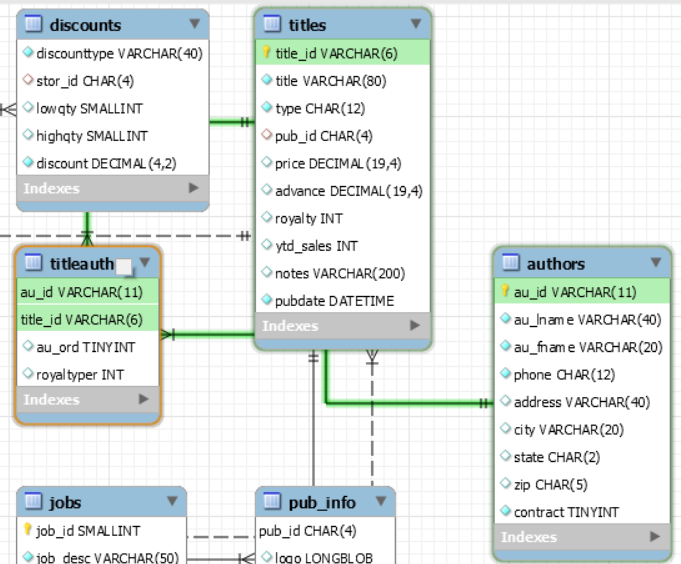 discounts
discounttype VARCHAR(40)
stor_id CHAR(4)
lowqty SMALLINT
highqty SMALLINT
discount DECIMAL(4,2)
Indexes
titles
title_id VARCHAR(6)
title VARCHAR(80)
type CHAR(12)
pub_id CHAR(4)
price DECIMAL(19,4)
advance DECIMAL(19,4)
royalty INT
ytd_sales INT
notes VARCHAR(200)
pubdate DATETIME
Indexes
titleauth
au_id VARCHAR(11)
title_id VARCHAR(6)
au_ord TINYINT
royaltyper INT
Indexes
authors
au_id VARCHAR(11)
au_lname VARCHAR(40)
au_fname VARCHAR(20)
phone CHAR(12)
address VARCHAR(40)
city VARCHAR(20)
state CHAR(2)
zip CHAR(5)
contract TINYINT
Indexes
jobs
job_id SMALLINT
job_desc VARCHAR(50)
pub_info
pub_id CHAR(4)
logo LONGBLOB